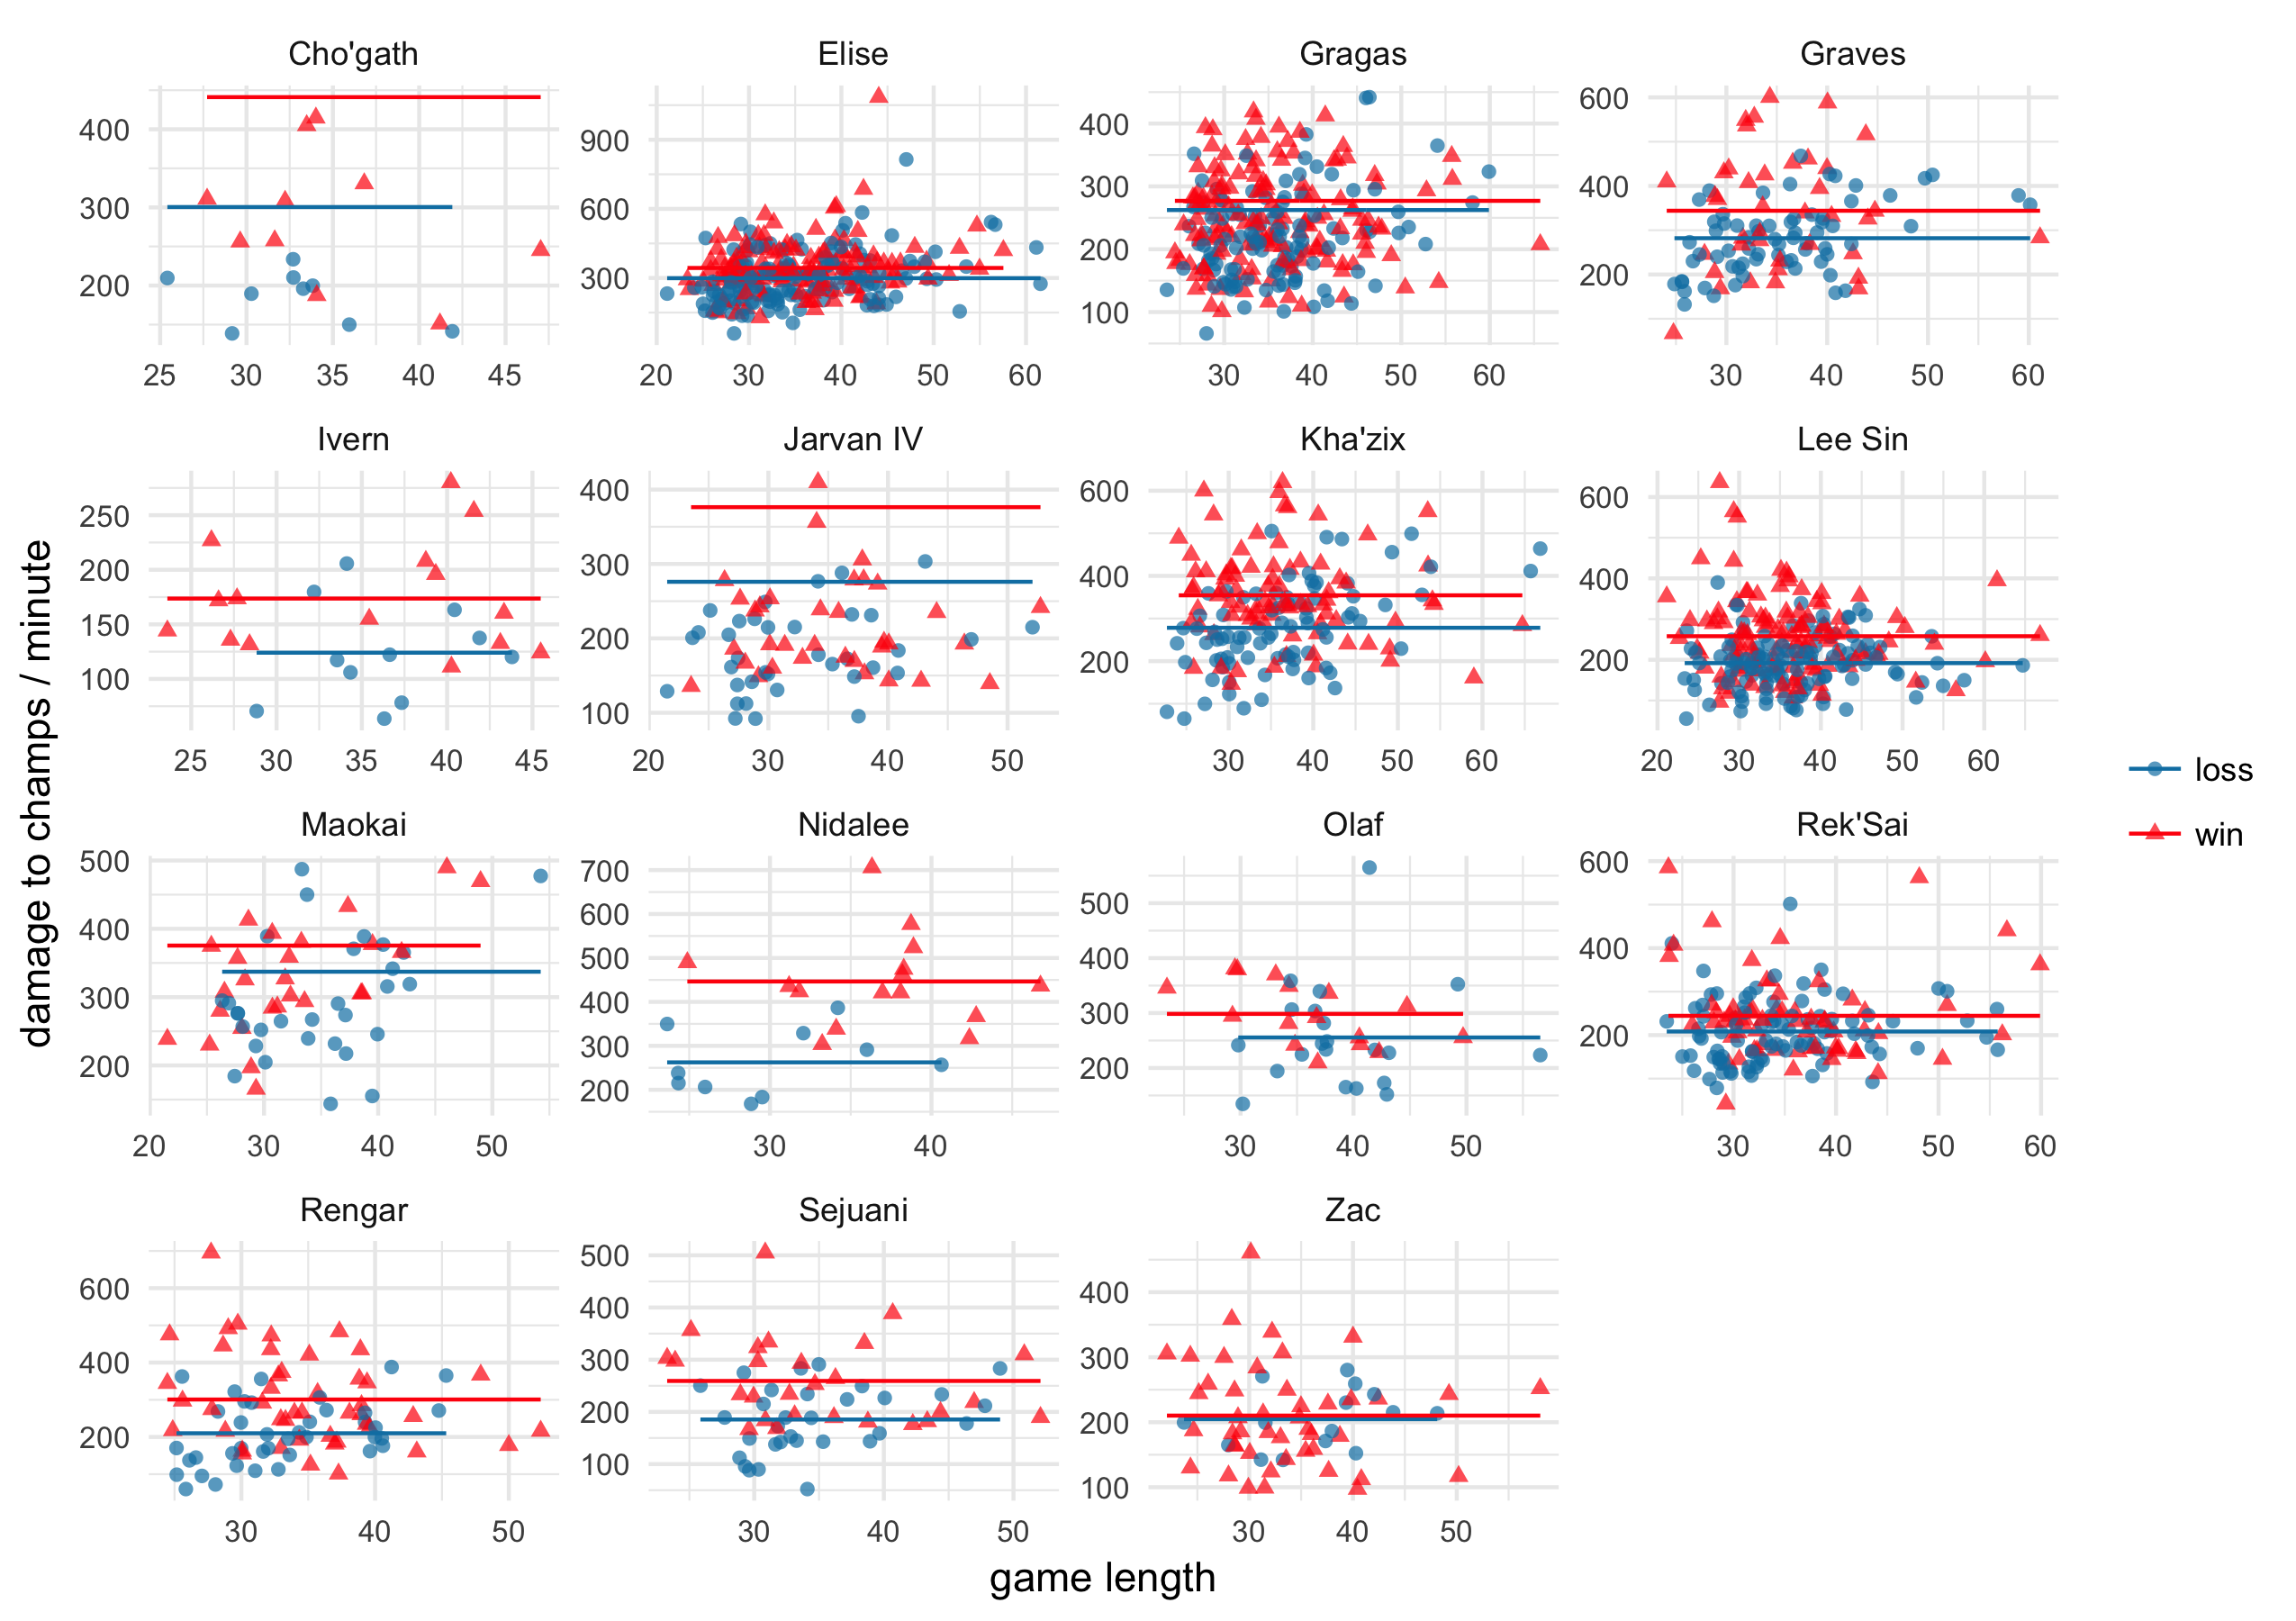 Cho'gath Elise Gragas Graves
400
300
200
25 30 35 40 45
900
600
300
20 30 40 50 60
400
300
200
100
30 40 50 60
600
400
200
30 40 50 60
Ivern Jarvan IV Kha'zix Lee Sin
250
200
150
100
25 30 35 40 45
400
300
200
100
20 30 40 50
600
400
200
30 40 50 60
600
400
200
20 30 40 50 60
Maokai Nidalee Olaf Rek'Sai
500
400
300
200
20 30 40 50
700
600
500
400
300
200
30 40
500
400
300
200
30 40 50
600
400
200
30 40 50 60
Rengar Sejuani Zac
600
400
200
30 40 50
500
400
300
200
100
30 40 50
400
300
200
100
30 40 50
damage to champs / minute
game length
loss
win